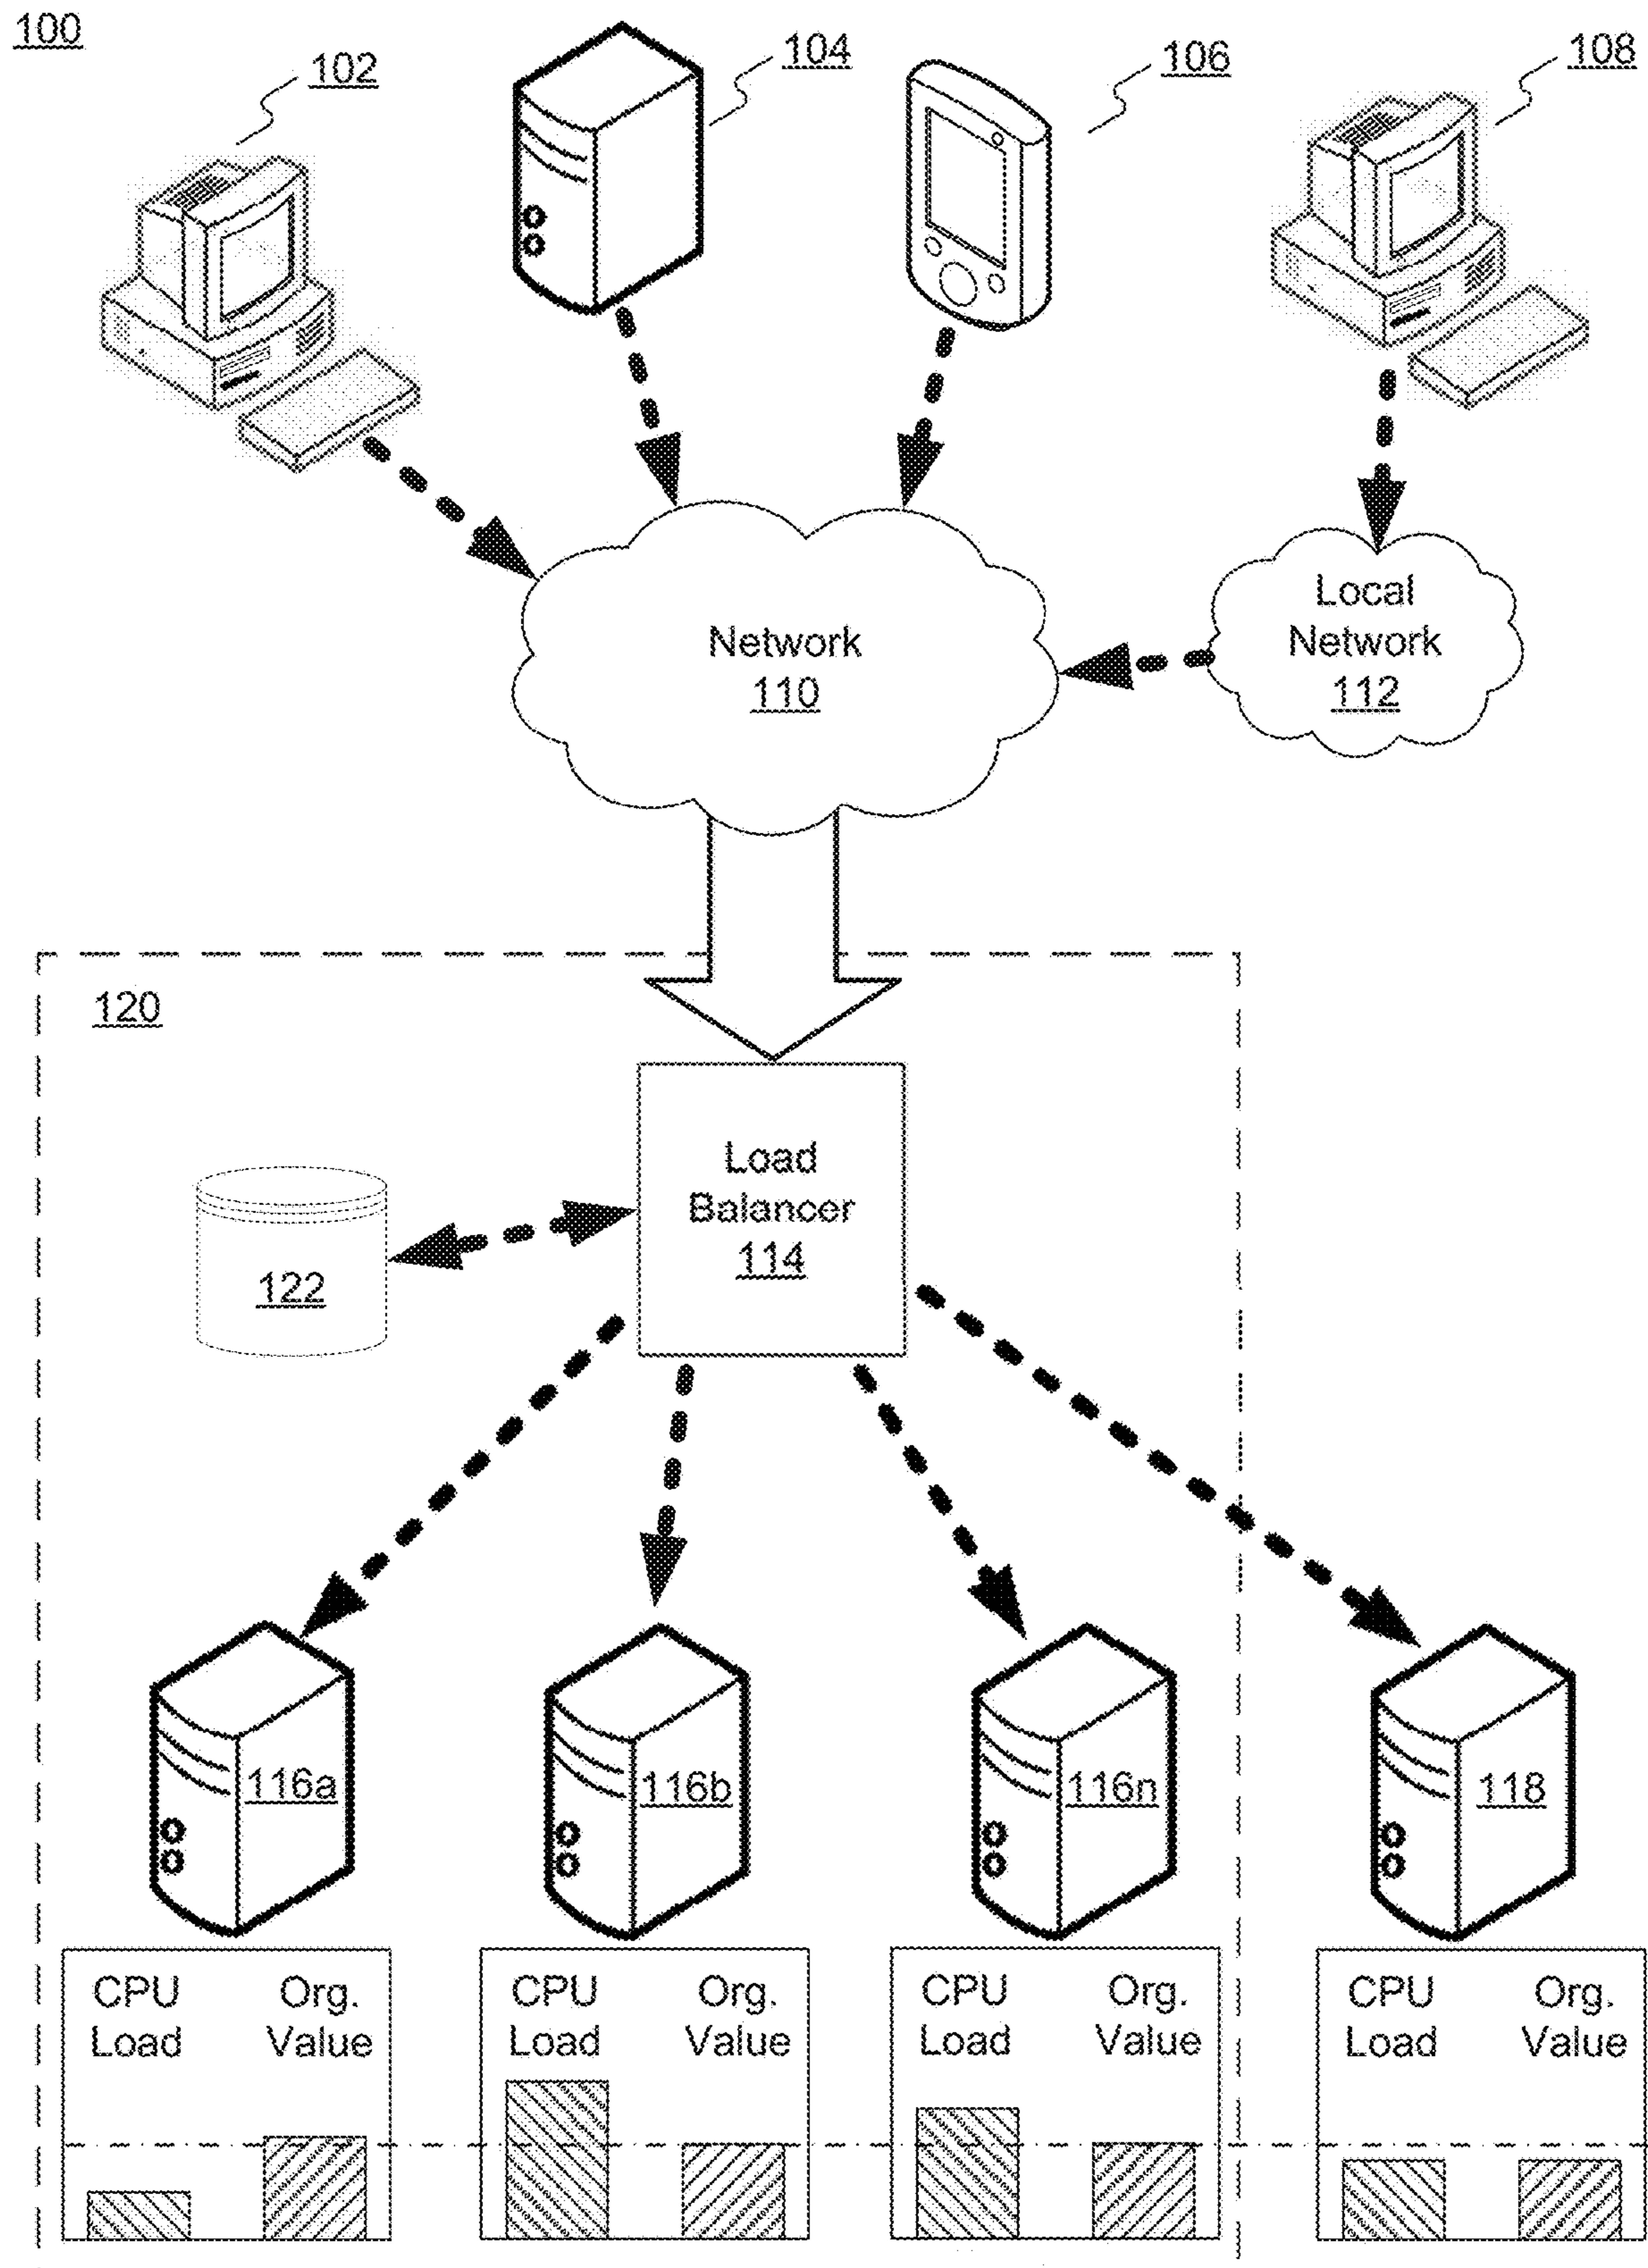 100
102
104
106
108
Network
110
Local
Network
112
120
Load
Balancer
114
122
116a
116b
116n
118
CPU
Load
Org.
Value
CPU
Load
Org.
Value
CPU
Load
Org.
Value
CPU
Load
Org.
Value